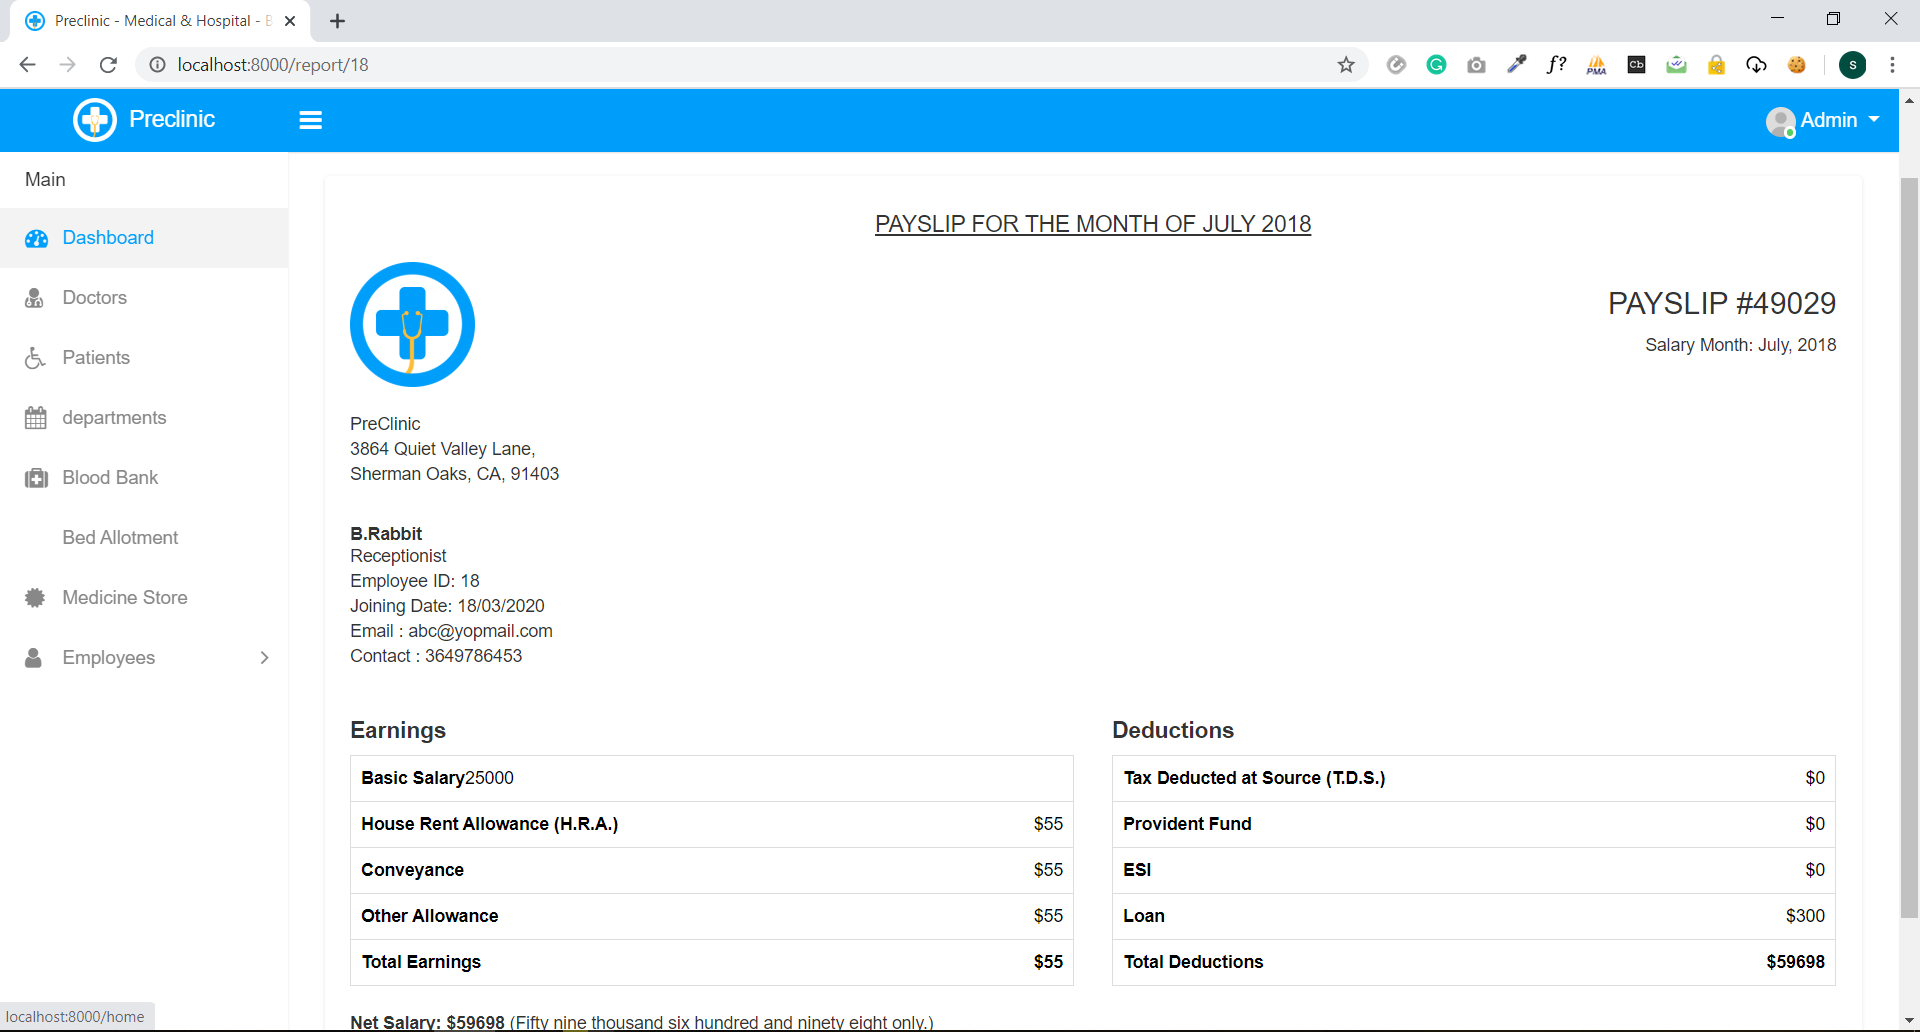 Preclinic - Medical & Hospital - B
localhost:8000/report/18
f?
PMA
Cb
S
Preclinic
Admin
Main
Dashboard
Doctors
Patients
departments
Blood Bank
Bed Allotment
Medicine Store
Employees
PAYSLIP FOR THE MONTH OF JULY 2018
PAYSLIP #49029
Salary Month: July, 2018
PreClinic
3864 Quiet Valley Lane,
Sherman Oaks, CA, 91403
B.Rabbit
Receptionist
Employee ID: 18
Joining Date: 18/03/2020
Email : abc@yopmail.com
Contact : 3649786453
Earnings
Basic Salary25000
House Rent Allowance (H.R.A.) $55
Conveyance $55
Other Allowance $55
Total Earnings $55
Deductions
Tax Deducted at Source (T.D.S.) $0
Provident Fund $0
ESI $0
Loan $300
Total Deductions $59698
Net Salary: $59698 (Fifty nine thousand six hundred and ninety eight only.)
localhost:8000/home